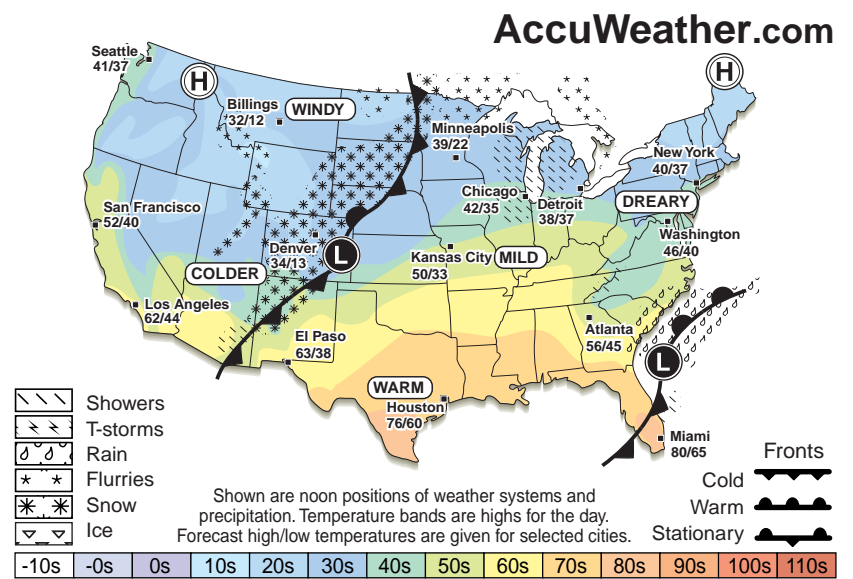 AccuWeather.com
Seattle
41/37
H
H
Billings
32/12
WINDY
Minneapolis
39/22
New York
40/37
San Francisco
52/40
Chicago
42/35
Detroit
38/37
DREARY
Washington
46/40
Denver
34/13
L
Kansas City
50/33
MILD
COLDER
Los Angeles
62/44
El Paso
63/38
Atlanta
56/45
L
WARM
Houston
76/60
Miami
80/65
Showers
T-storms
Rain
Flurries
Snow
Ice
Shown are noon positions of weather systems and
precipitation. Temperature bands are highs for the day.
Forecast high/low temperatures are given for selected cities.
Fronts
Cold
Warm
Stationary
-10s -0s 0s 10s 20s 30s 40s 50s 60s 70s 80s 90s 100s 110s